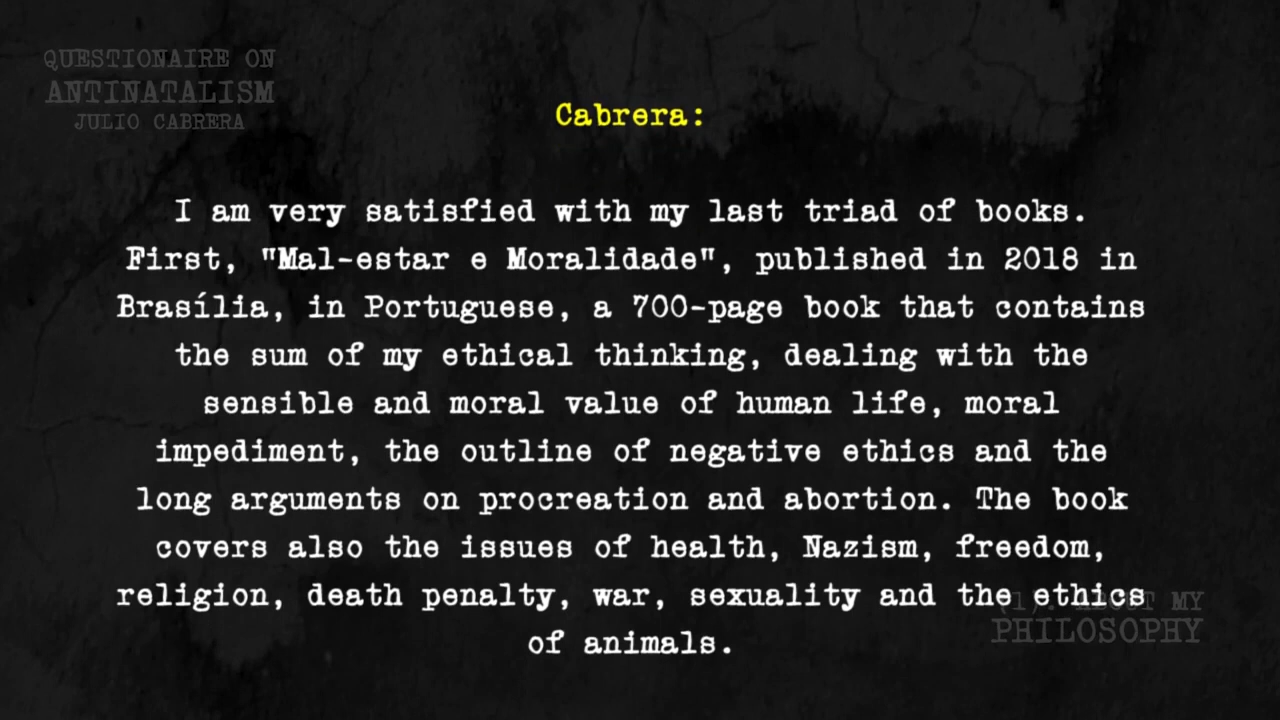 QUESTIONAIRE ON
ANTINATALISM
JULIO CABRERA
Cabrera:
I am very satisfied with my last triad of books.
First, "Mal-estar e Moralidade", published in 2018 in
Brasília, in Portuguese, a 700-page book that contains
the sum of my ethical thinking, dealing with the
sensible and moral value of human life, moral
impediment, the outline of negative ethics and the
long arguments on procreation and abortion. The book
covers also the issues of health, Nazism, freedom,
religion, death penalty, war, sexuality and the ethics
of animals.
(1). ABOUT MY
PHILOSOPHY